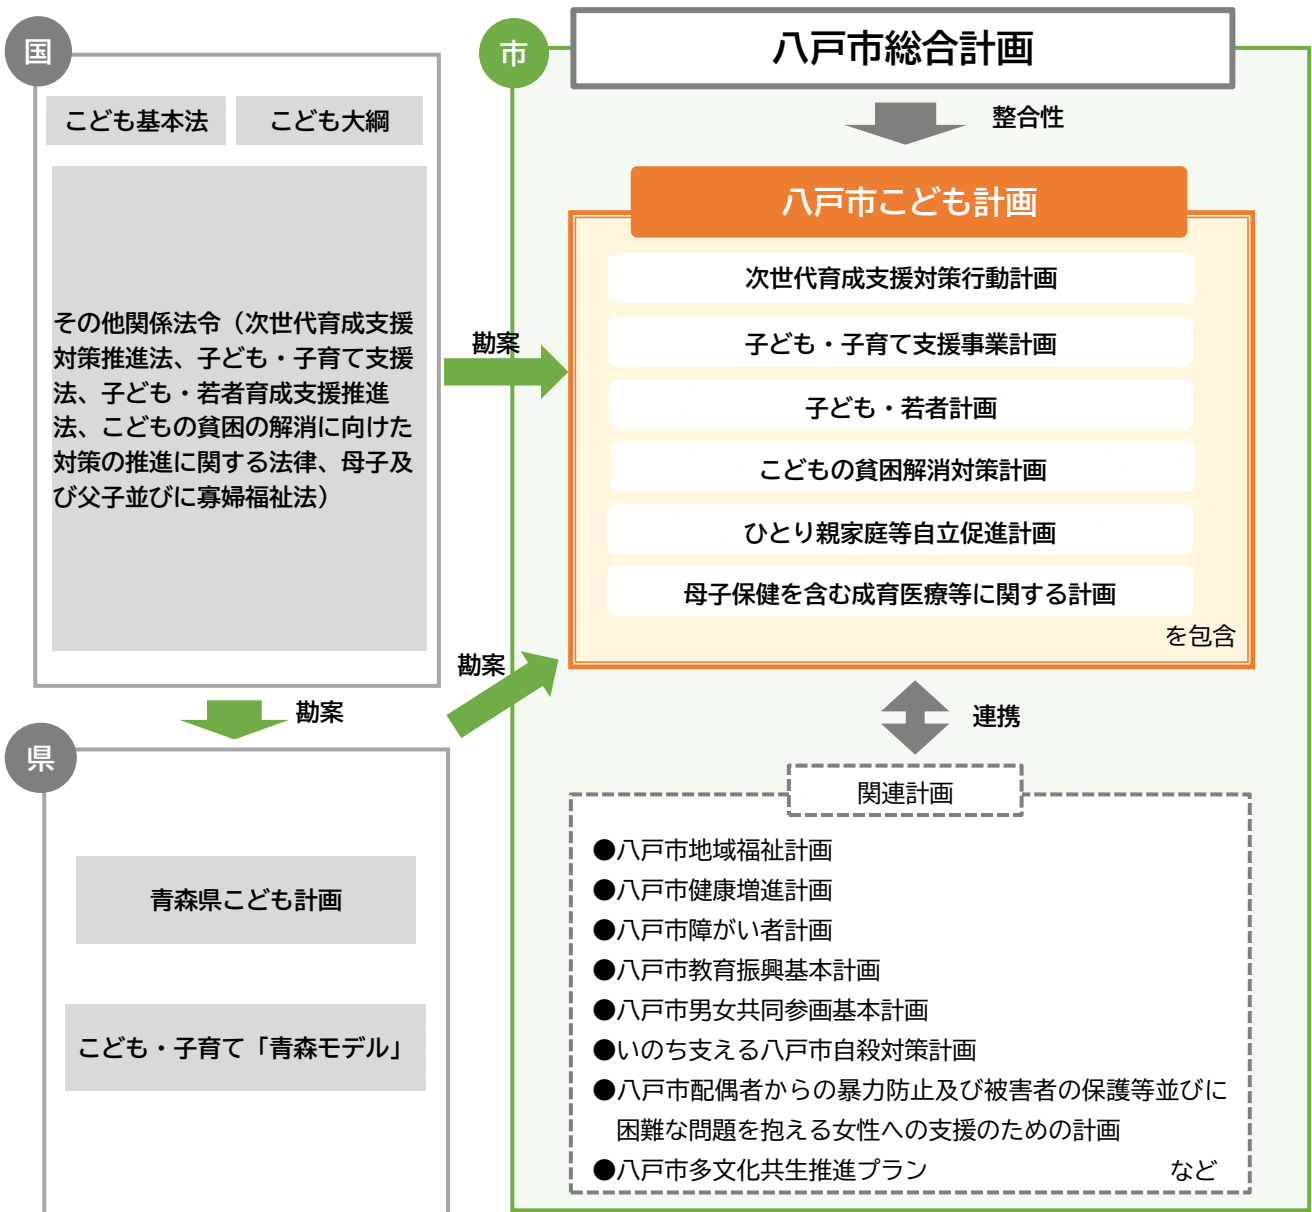 国
こども基本法
こども大綱
その他関係法令（次世代育成支援
対策推進法、子ども・子育て支援
法、子ども・若者育成支援推進
法、こどもの貧困の解消に向けた
対策の推進に関する法律、母子及
び父子並びに寡婦福祉法）
勘案
県
青森県こども計画
こども・子育て「青森モデル」
勘案
勘案
市
八戸市総合計画
整合性
八戸市こども計画
次世代育成支援対策行動計画
子ども・子育て支援事業計画
子ども・若者計画
こどもの貧困解消対策計画
ひとり親家庭等自立促進計画
母子保健を含む成育医療等に関する計画
を包含
連携
関連計画
●八戸市地域福祉計画
●八戸市健康増進計画
●八戸市障がい者計画
●八戸市教育振興基本計画
●八戸市男女共同参画基本計画
●いのち支える八戸市自殺対策計画
●八戸市配偶者からの暴力防止及び被害者の保護等並びに
困難な問題を抱える女性への支援のための計画
●八戸市多文化共生推進プラン　など